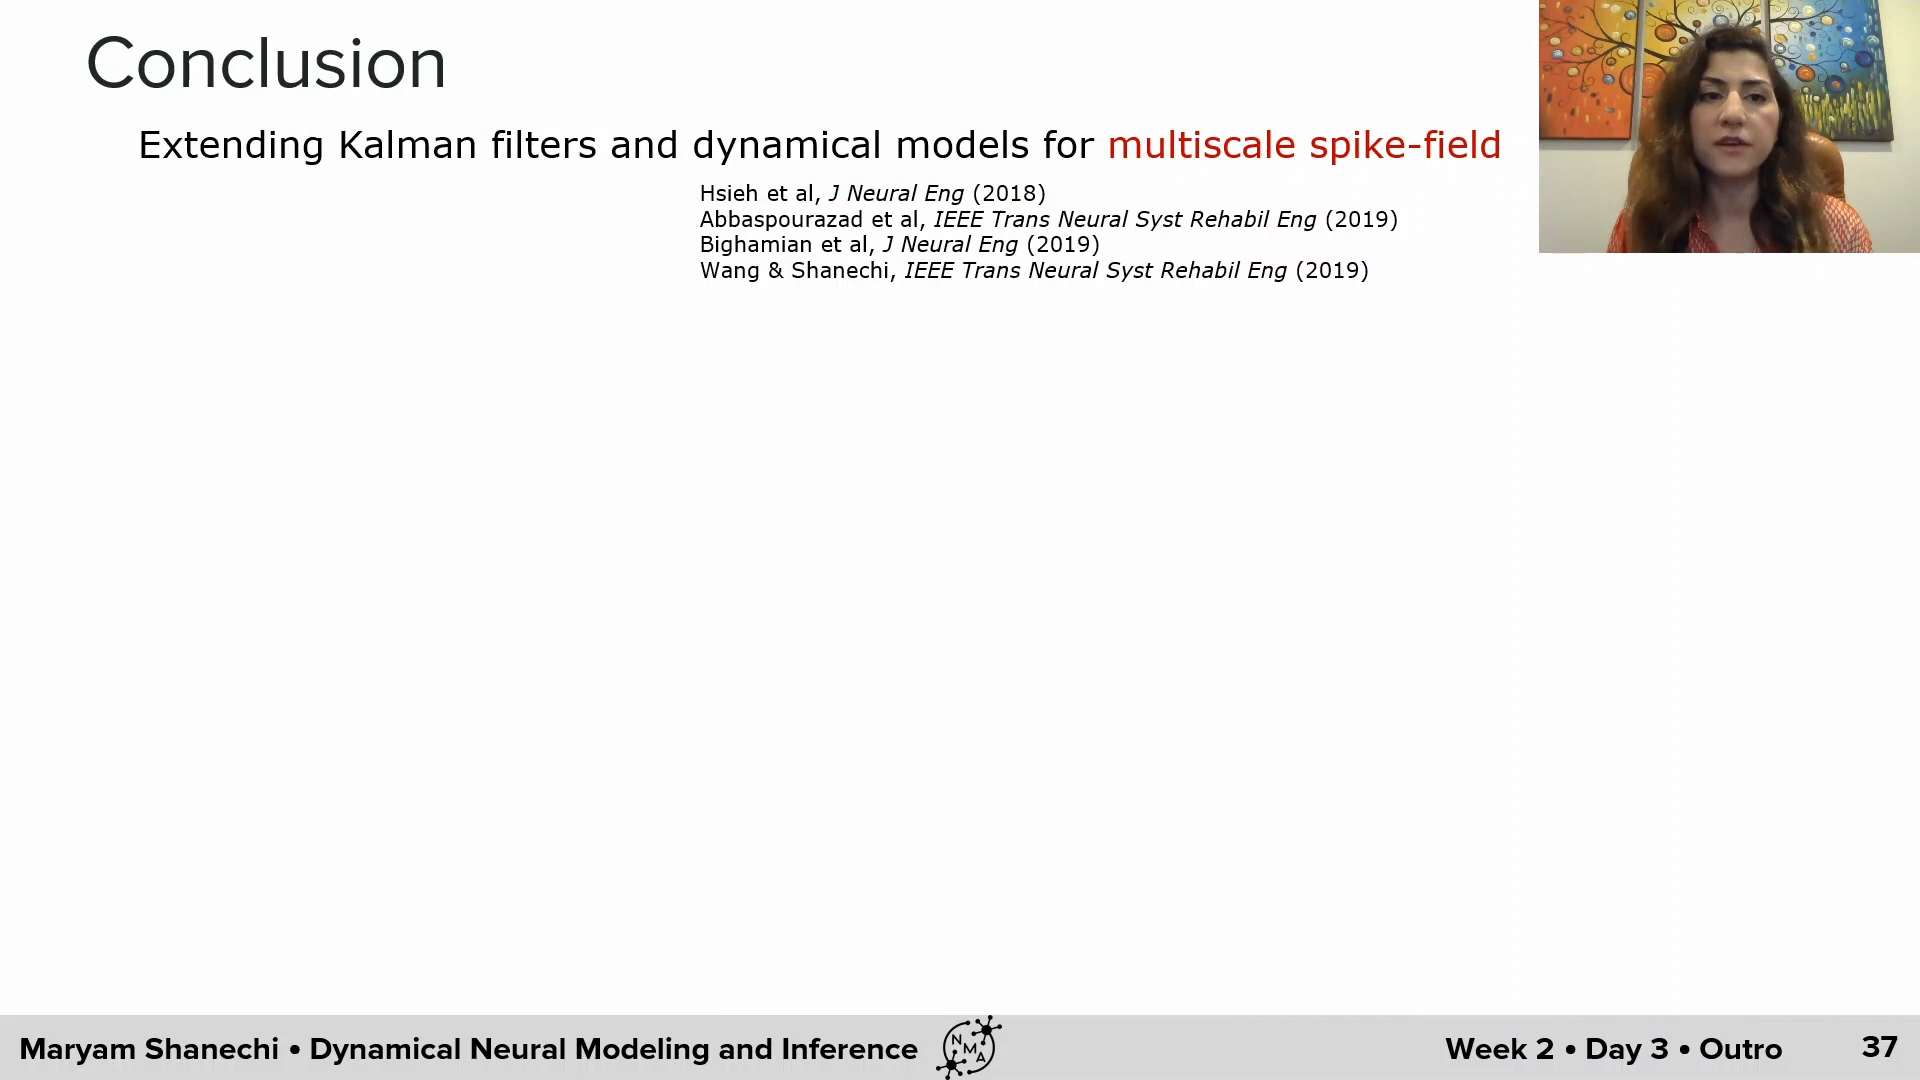 Conclusion
Extending Kalman filters and dynamical models for multiscale spike-field
Hsieh et al, J Neural Eng (2018)
Abbaspourazad et al, IEEE Trans Neural Syst Rehabil Eng (2019)
Bighamian et al, J Neural Eng (2019)
Wang & Shanechi, IEEE Trans Neural Syst Rehabil Eng (2019)
Maryam Shanechi • Dynamical Neural Modeling and Inference
NMA
Week 2 • Day 3 • Outro
37